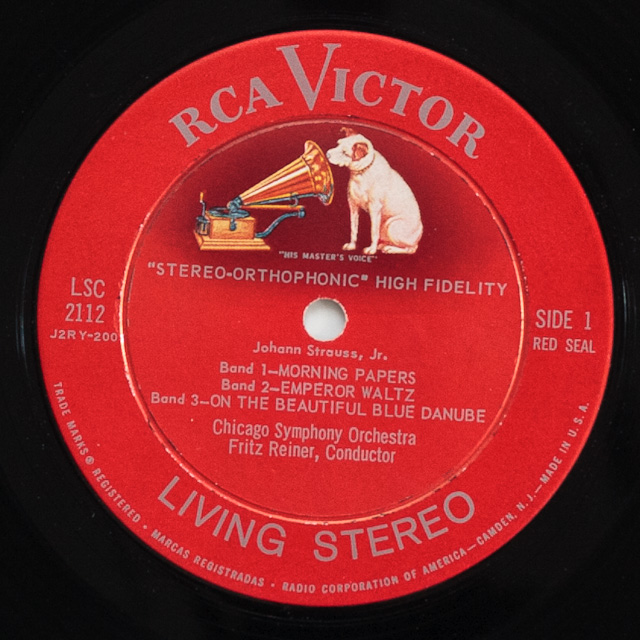 RCA VICTOR
"HIS MASTER'S VOICE"
"STEREO-ORTHOPHONIC" HIGH FIDELITY
LSC
2112
J2RY-200
SIDE 1
RED SEAL
Johann Strauss, Jr.
Band 1—MORNING PAPERS
Band 2—EMPEROR WALTZ
Band 3—ON THE BEAUTIFUL BLUE DANUBE
Chicago Symphony Orchestra
Fritz Reiner, Conductor
LIVING STEREO
TRADE MARKS® REGISTERED • MARCAS REGISTRADAS • RADIO CORPORATION OF AMERICA—CAMDEN, N. J.—MADE IN U. S. A.